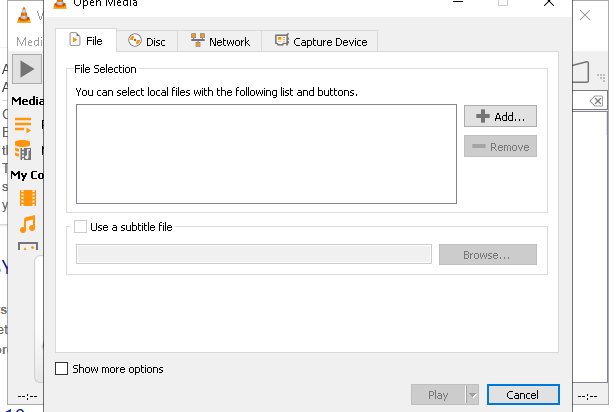 Open Media
Medi
File
Disc
Network
Capture Device
File Selection
You can select local files with the following list and buttons.
Add...
Remove
Media
My Co
Use a subtitle file
Browse...
Show more options
Play
Cancel
--:--
--:--